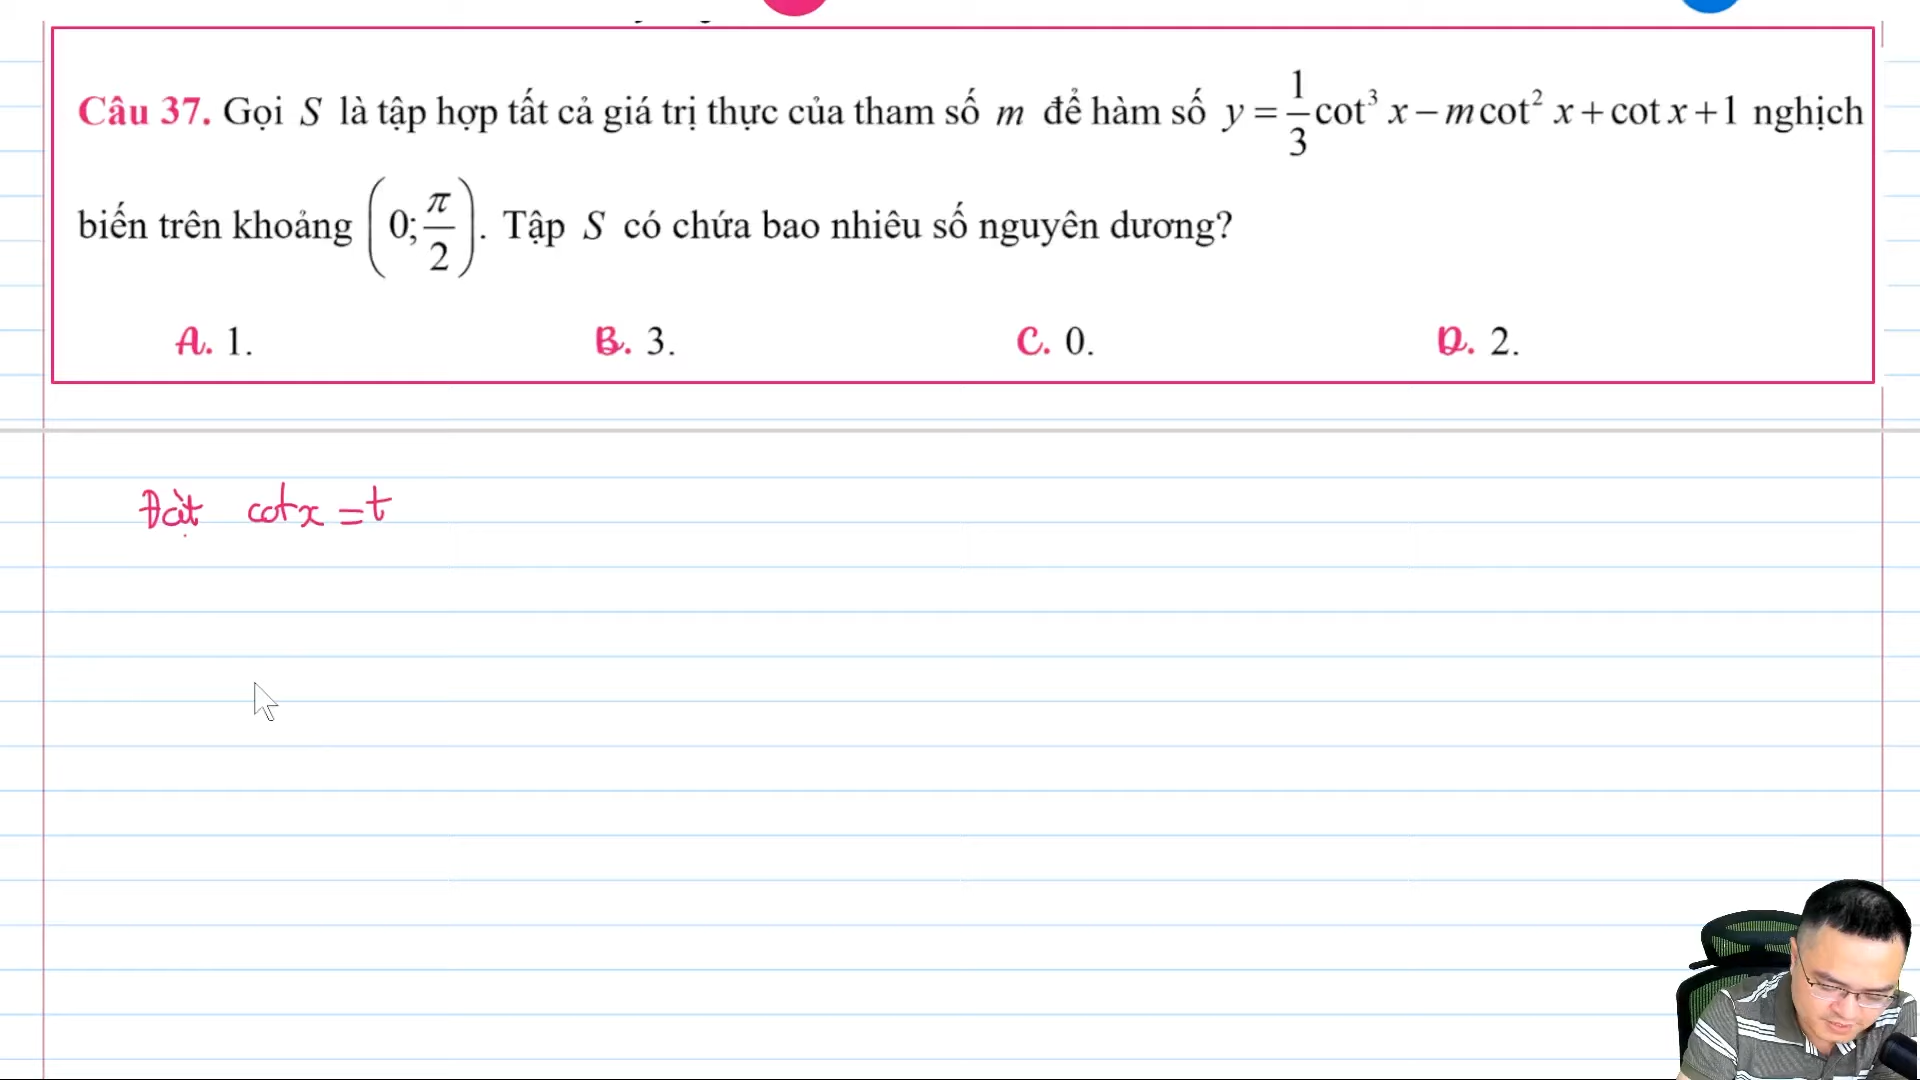 Câu 37. Gọi S là tập hợp tất cả giá trị thực của tham số m để hàm số y = 1/3 cot³ x − m cot² x + cot x + 1 nghịch
biến trên khoảng (0; π/2). Tập S có chứa bao nhiêu số nguyên dương?
A. 1. B. 3. C. 0. D. 2.
Đặt cotx = t